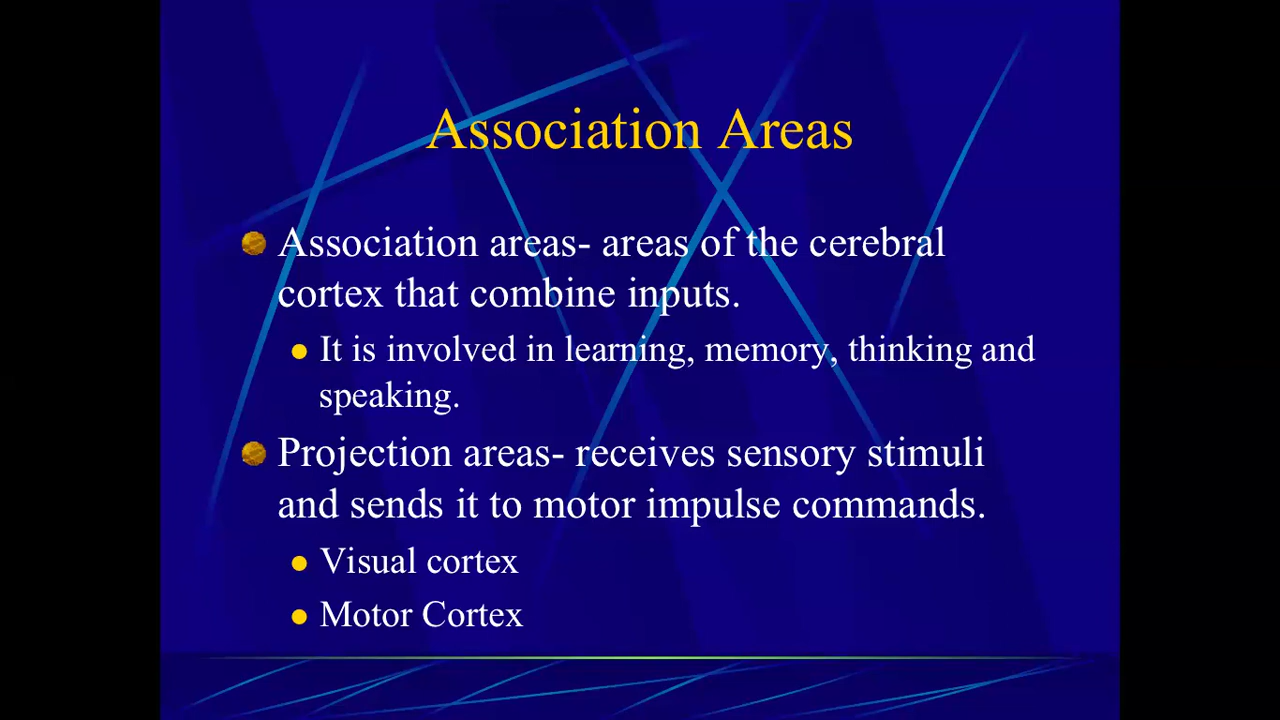 Association Areas
Association areas- areas of the cerebral
cortex that combine inputs.
It is involved in learning, memory, thinking and
speaking.
Projection areas- receives sensory stimuli
and sends it to motor impulse commands.
Visual cortex
Motor Cortex